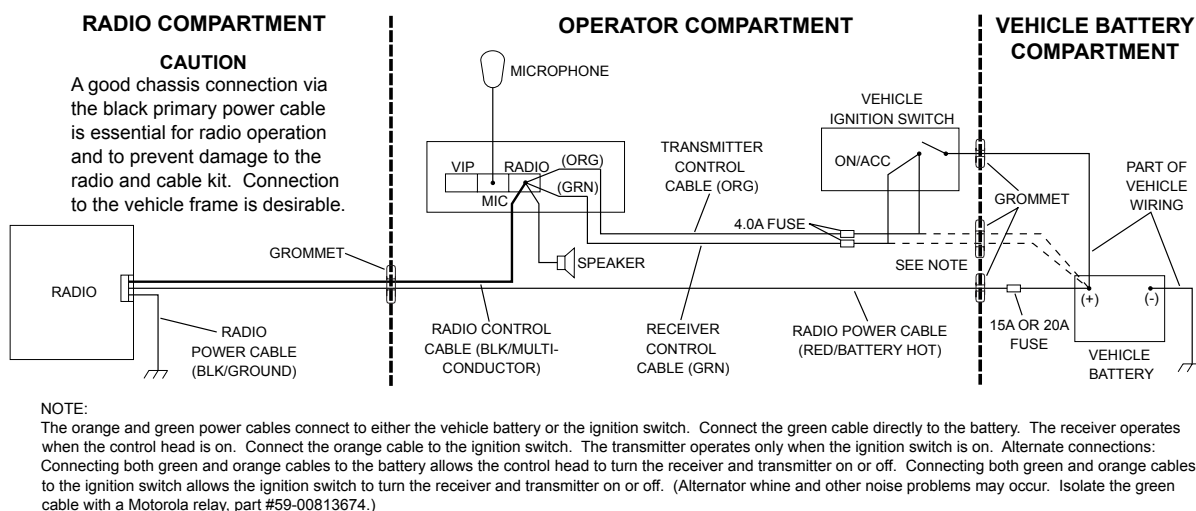 RADIO COMPARTMENT
CAUTION
A good chassis connection via
the black primary power cable
is essential for radio operation
and to prevent damage to the
radio and cable kit. Connection
to the vehicle frame is desirable.
RADIO
GROMMET
RADIO
POWER CABLE
(BLK/GROUND)
OPERATOR COMPARTMENT
MICROPHONE
VIP
RADIO
MIC
(ORG)
(GRN)
TRANSMITTER
CONTROL
CABLE (ORG)
VEHICLE
IGNITION SWITCH
ON/ACC
4.0A FUSE
SPEAKER
SEE NOTE
RADIO CONTROL
CABLE (BLK/MULTI-
CONDUCTOR)
RECEIVER
CONTROL
CABLE (GRN)
RADIO POWER CABLE
(RED/BATTERY HOT)
VEHICLE BATTERY
COMPARTMENT
GROMMET
PART OF
VEHICLE
WIRING
(+)
(-)
15A OR 20A
FUSE
VEHICLE
BATTERY
NOTE:
The orange and green power cables connect to either the vehicle battery or the ignition switch. Connect the green cable directly to the battery. The receiver operates
when the control head is on. Connect the orange cable to the ignition switch. The transmitter operates only when the ignition switch is on. Alternate connections:
Connecting both green and orange cables to the battery allows the control head to turn the receiver and transmitter on or off. Connecting both green and orange cables
to the ignition switch allows the ignition switch to turn the receiver and transmitter on or off. (Alternator whine and other noise problems may occur. Isolate the green
cable with a Motorola relay, part #59-00813674.)